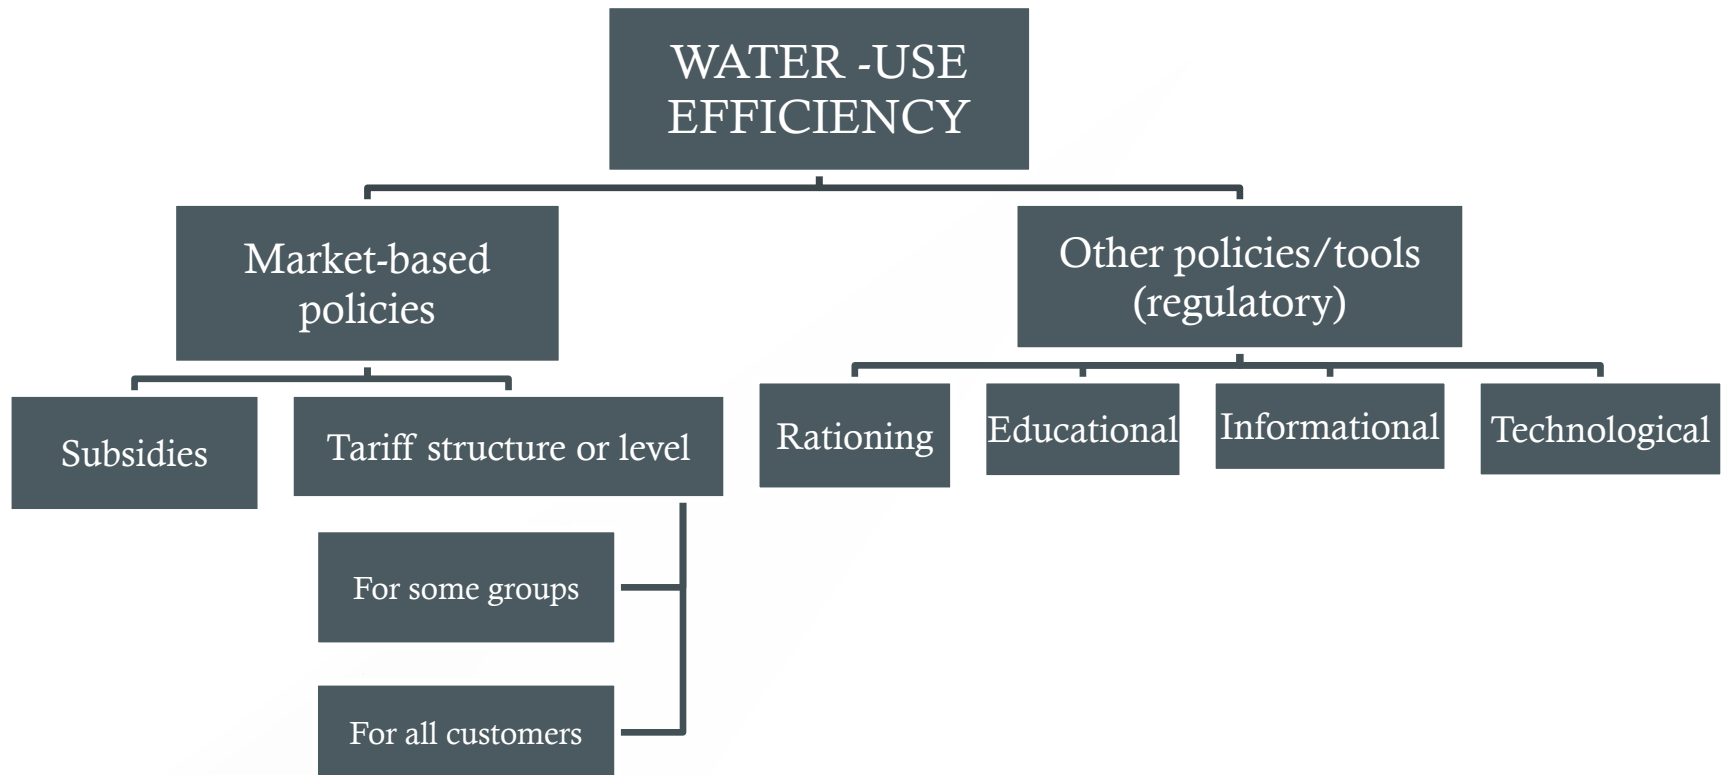 WATER -USE
EFFICIENCY
Market-based
policies
Other policies/tools
(regulatory)
Subsidies
Tariff structure or level
Rationing
Educational
Informational
Technological
For some groups
For all customers